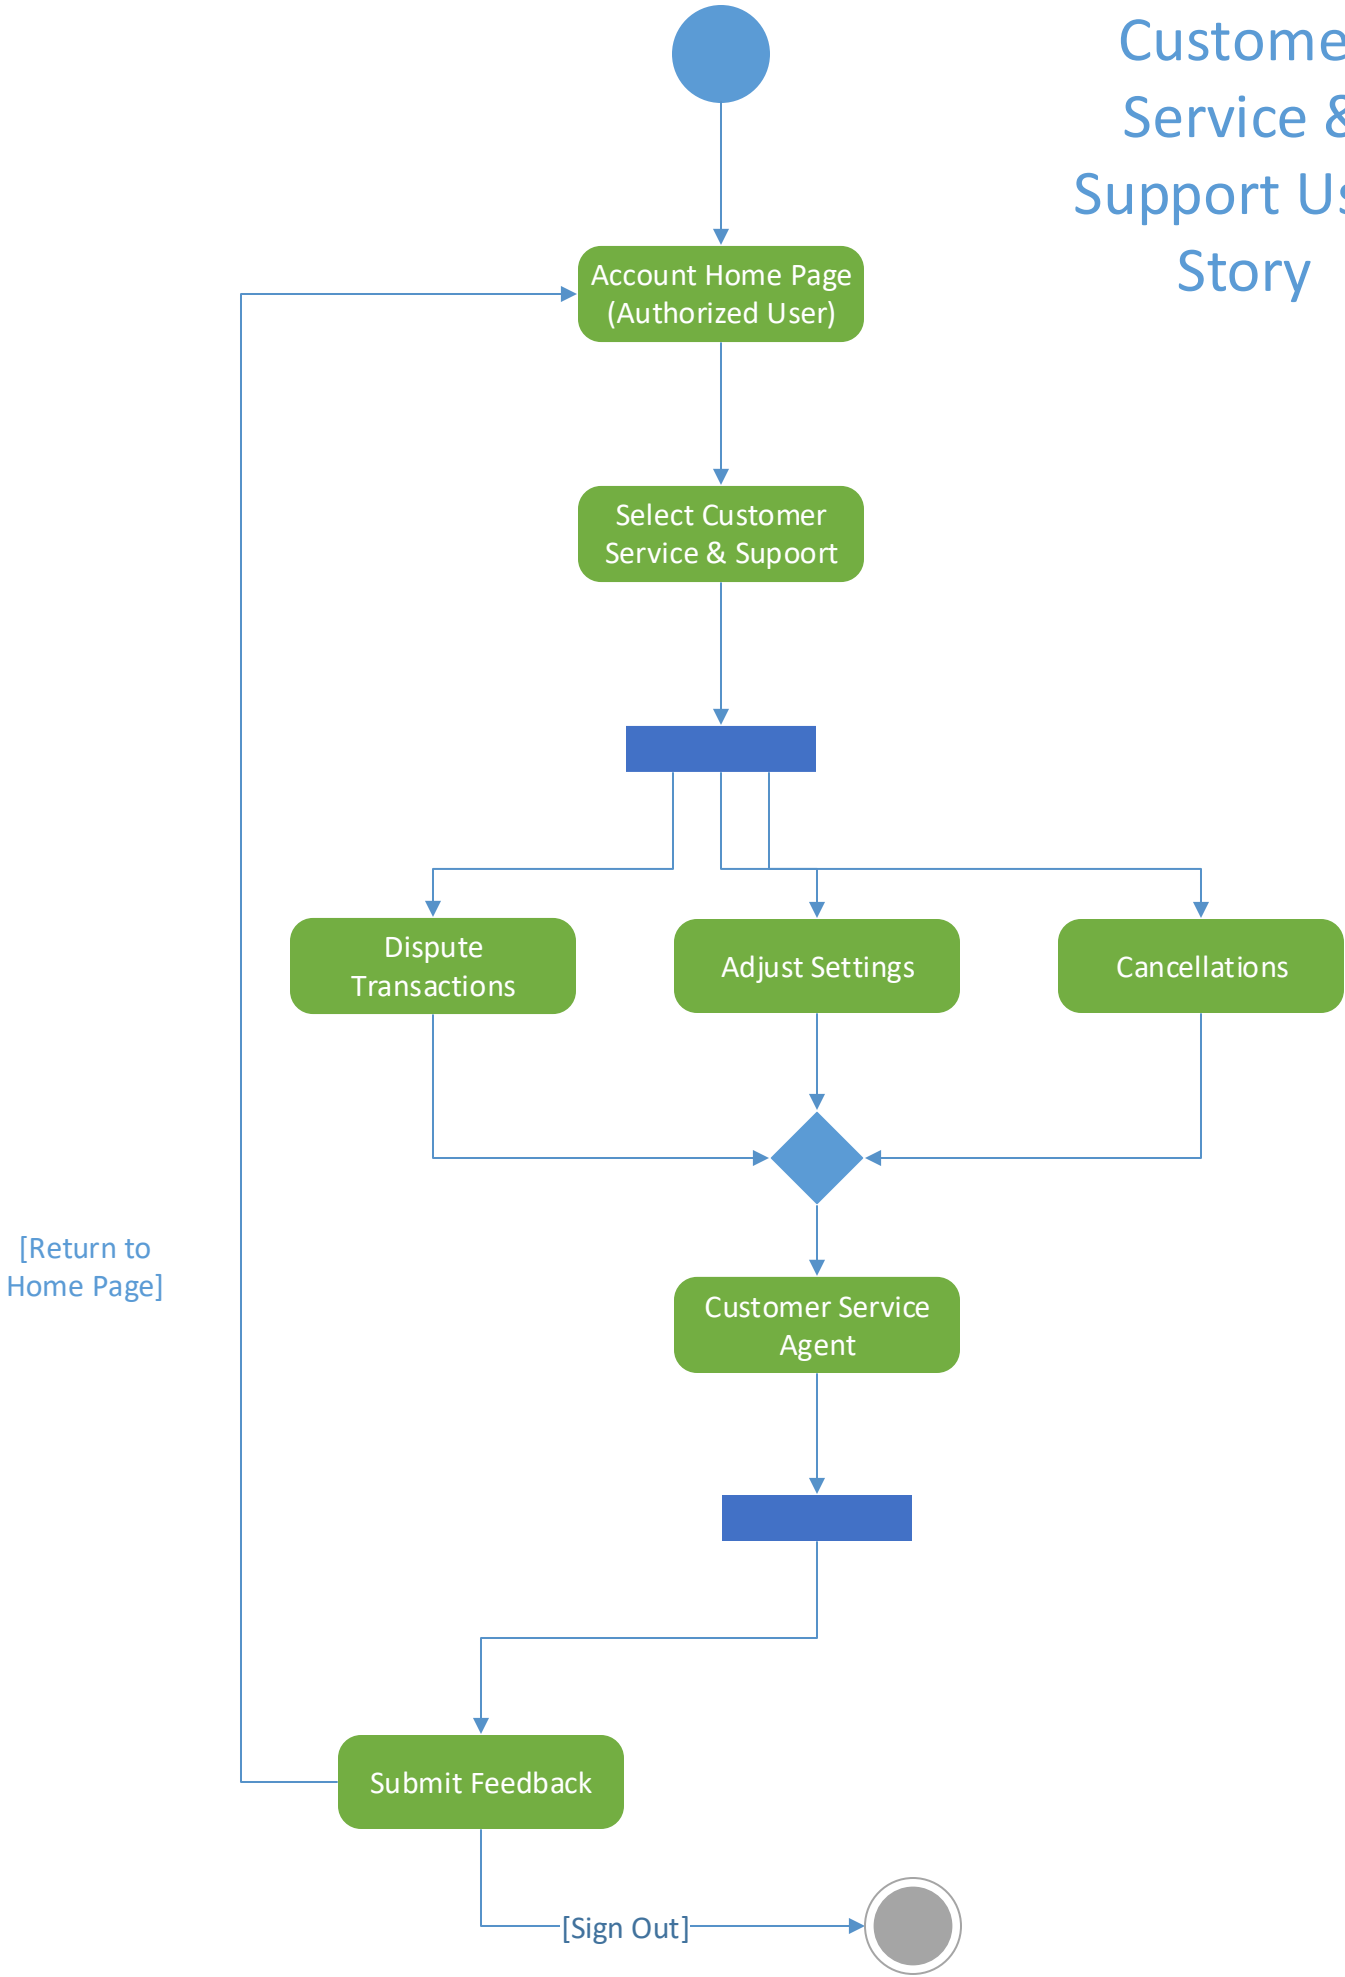 Custome
Service &
Support Us
Story
Account Home Page
(Authorized User)
Select Customer
Service & Supoort
Dispute
Transactions
Adjust Settings
Cancellations
[Return to
Home Page]
Customer Service
Agent
Submit Feedback
[Sign Out]